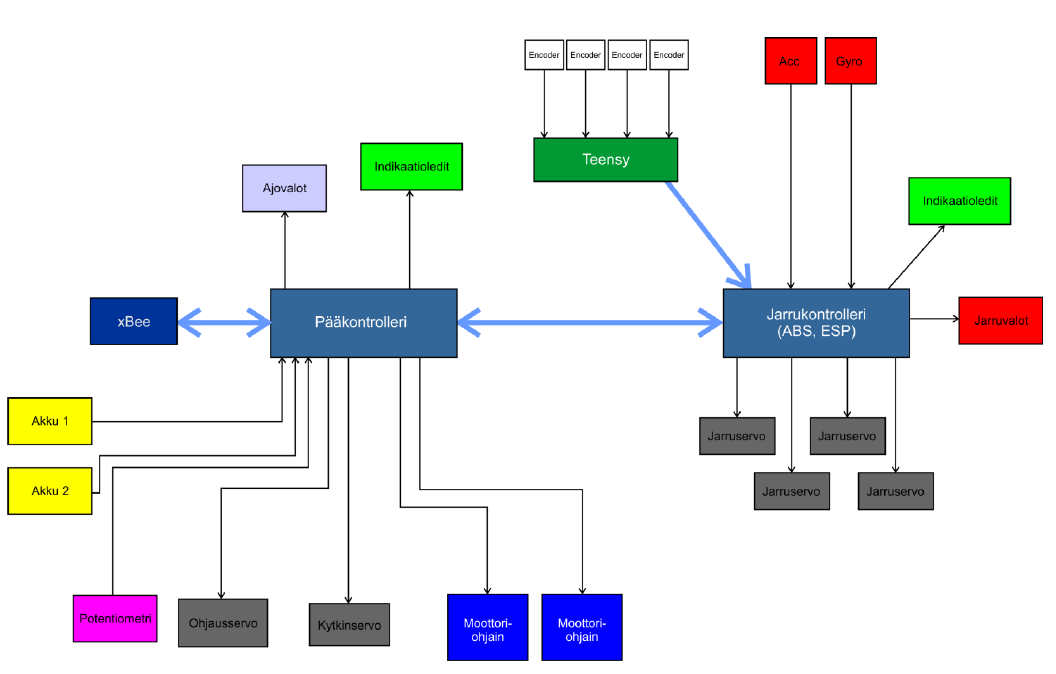 Encoder
Encoder
Encoder
Encoder
Acc
Gyro
Teensy
Indikaatioledit
Ajovalot
Indikaatioledit
xBee
Pääkontrolleri
Jarrukontrolleri
(ABS, ESP)
Jarruvalot
Akku 1
Jarruservo
Jarruservo
Akku 2
Jarruservo
Jarruservo
Potentiometri
Ohjausservo
Kytkinservo
Moottori-
ohjain
Moottori-
ohjain